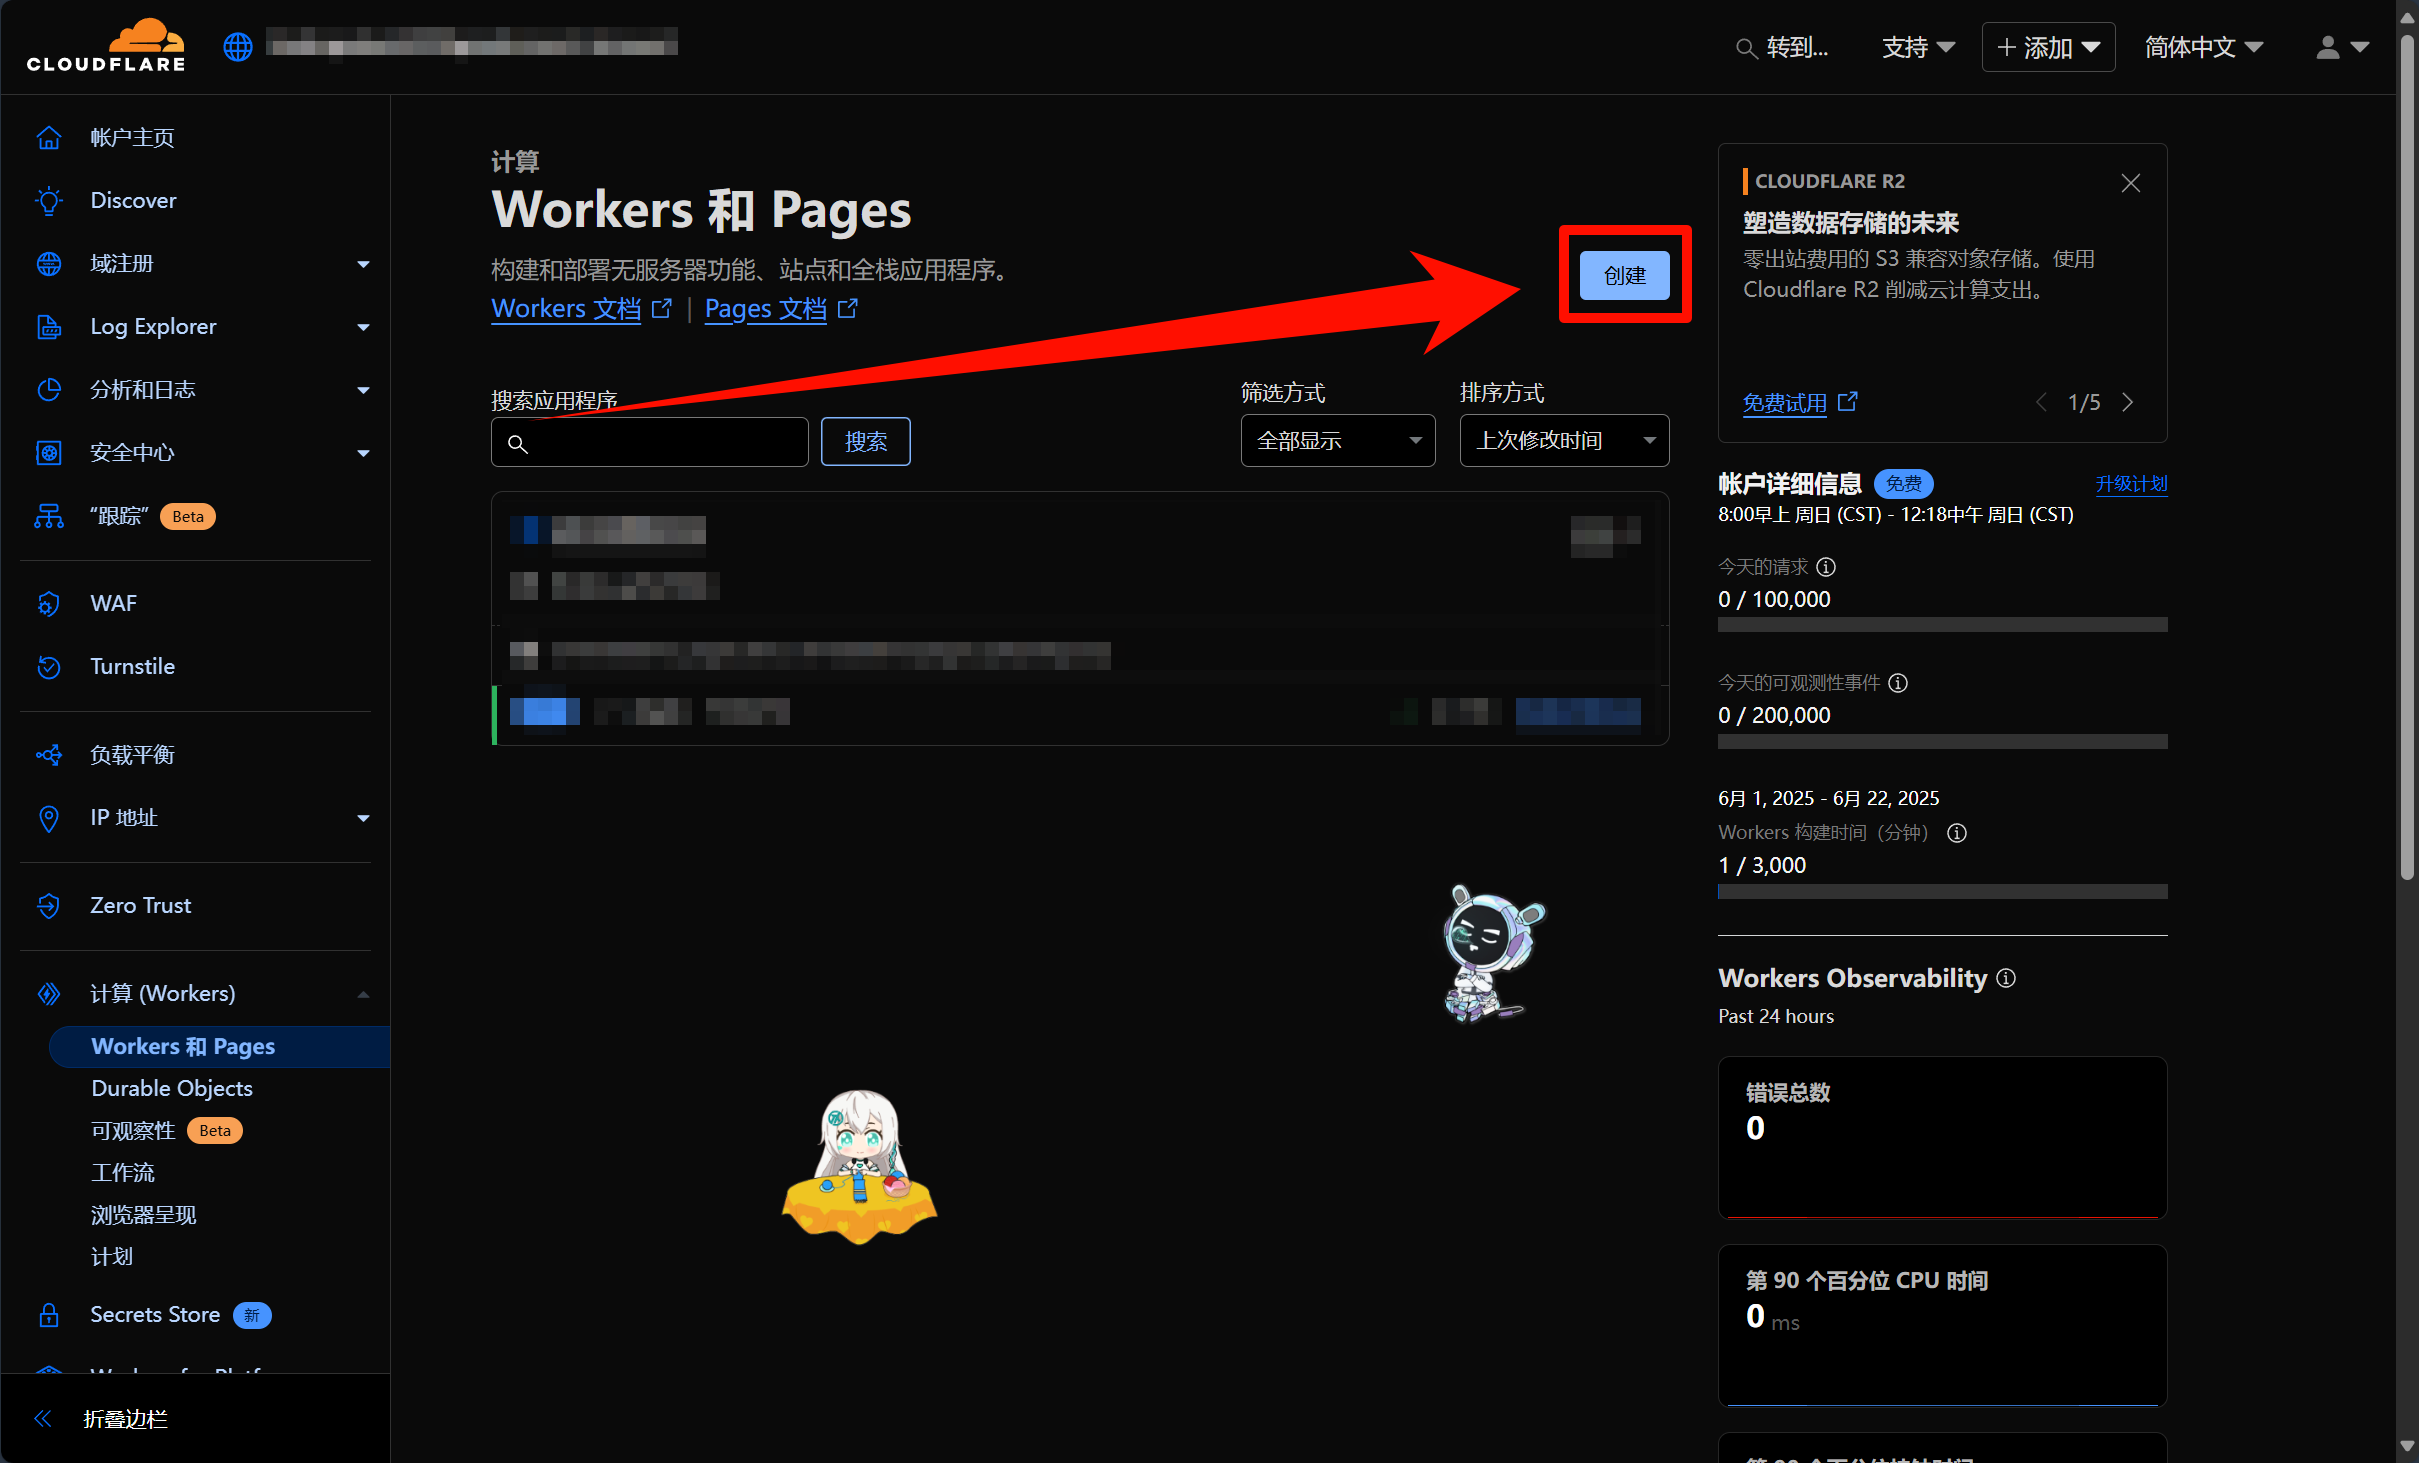 CLOUDFLARE
转到...
支持
添加
简体中文
帐户主页
Discover
域注册
Log Explorer
分析和日志
安全中心
“跟踪” Beta
WAF
Turnstile
负载平衡
IP 地址
Zero Trust
计算 (Workers)
Workers 和 Pages
Durable Objects
可观察性 Beta
工作流
浏览器呈现
计划
Secrets Store 新
折叠边栏
计算
Workers 和 Pages
构建和部署无服务器功能、站点和全栈应用程序。
Workers 文档 | Pages 文档
创建
搜索应用程序
搜索
筛选方式
全部显示
排序方式
上次修改时间
CLOUDFLARE R2
塑造数据存储的未来
零出站费用的 S3 兼容对象存储。使用
Cloudflare R2 削减云计算支出。
免费试用
1/5
帐户详细信息 免费 升级计划
8:00早上 周日 (CST) - 12:18中午 周日 (CST)
今天的请求
0 / 100,000
今天的可观测性事件
0 / 200,000
6月 1, 2025 - 6月 22, 2025
Workers 构建时间（分钟）
1 / 3,000
Workers Observability
Past 24 hours
错误总数
0
第 90 个百分位 CPU 时间
0 ms